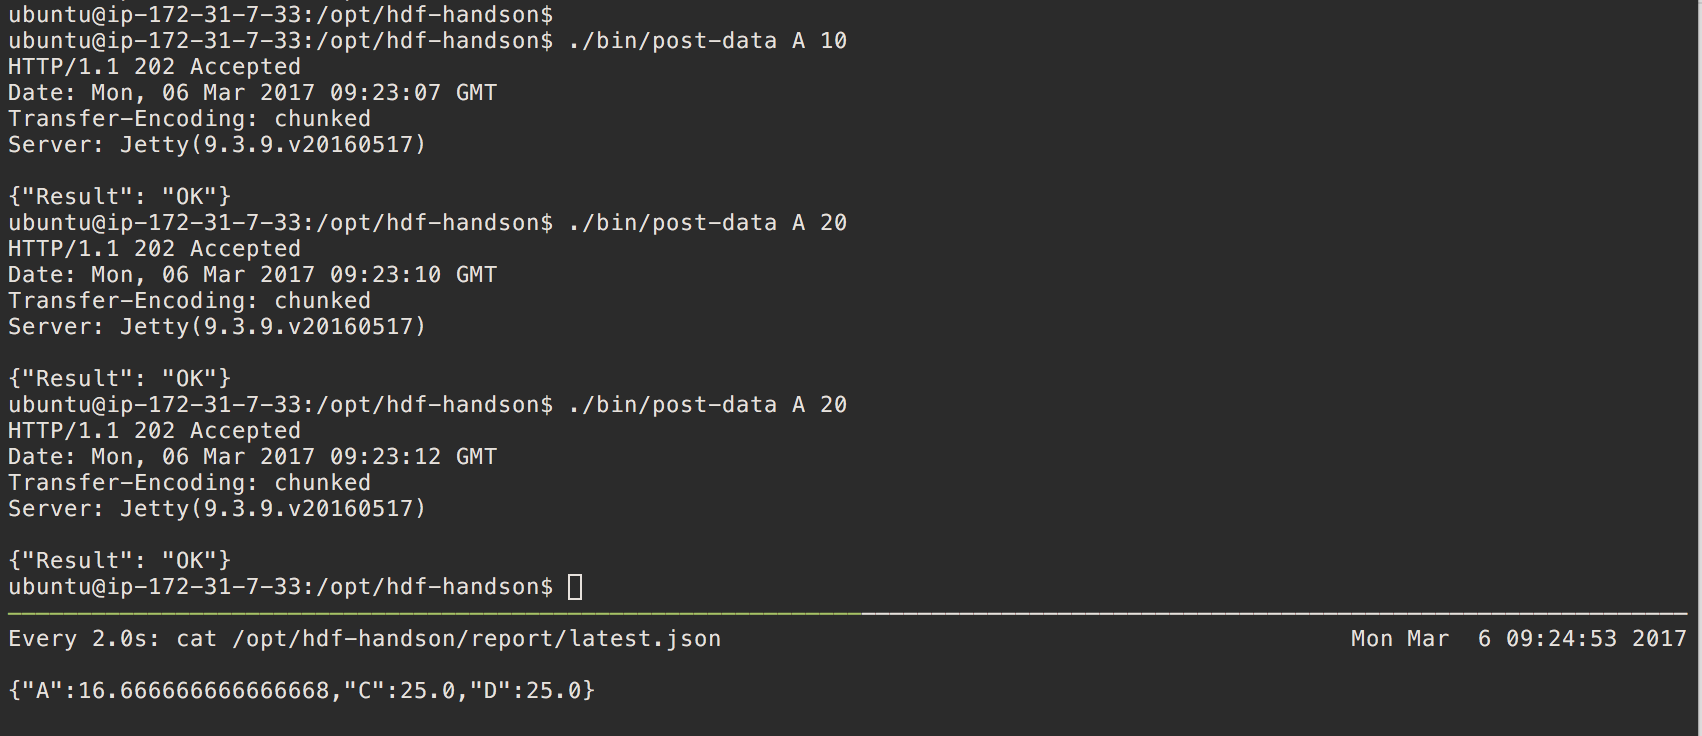 ubuntu@ip-172-31-7-33:/opt/hdf-handson$
ubuntu@ip-172-31-7-33:/opt/hdf-handson$ ./bin/post-data A 10
HTTP/1.1 202 Accepted
Date: Mon, 06 Mar 2017 09:23:07 GMT
Transfer-Encoding: chunked
Server: Jetty(9.3.9.v20160517)
{"Result": "OK"}
ubuntu@ip-172-31-7-33:/opt/hdf-handson$ ./bin/post-data A 20
HTTP/1.1 202 Accepted
Date: Mon, 06 Mar 2017 09:23:10 GMT
Transfer-Encoding: chunked
Server: Jetty(9.3.9.v20160517)
{"Result": "OK"}
ubuntu@ip-172-31-7-33:/opt/hdf-handson$ ./bin/post-data A 20
HTTP/1.1 202 Accepted
Date: Mon, 06 Mar 2017 09:23:12 GMT
Transfer-Encoding: chunked
Server: Jetty(9.3.9.v20160517)
{"Result": "OK"}
ubuntu@ip-172-31-7-33:/opt/hdf-handson$
Every 2.0s: cat /opt/hdf-handson/report/latest.json Mon Mar  6 09:24:53 2017
{"A":16.666666666666668,"C":25.0,"D":25.0}